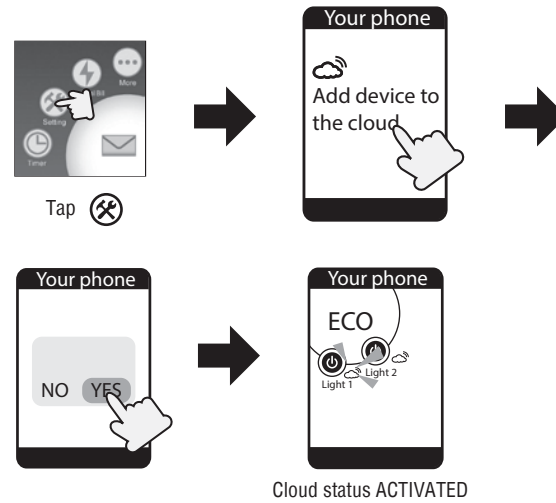 More
Setting
Timer
Tap
Your phone
Add device to
the cloud
Your phone
NO YES
Your phone
ECO
Light 1
Light 2
Cloud status ACTIVATED